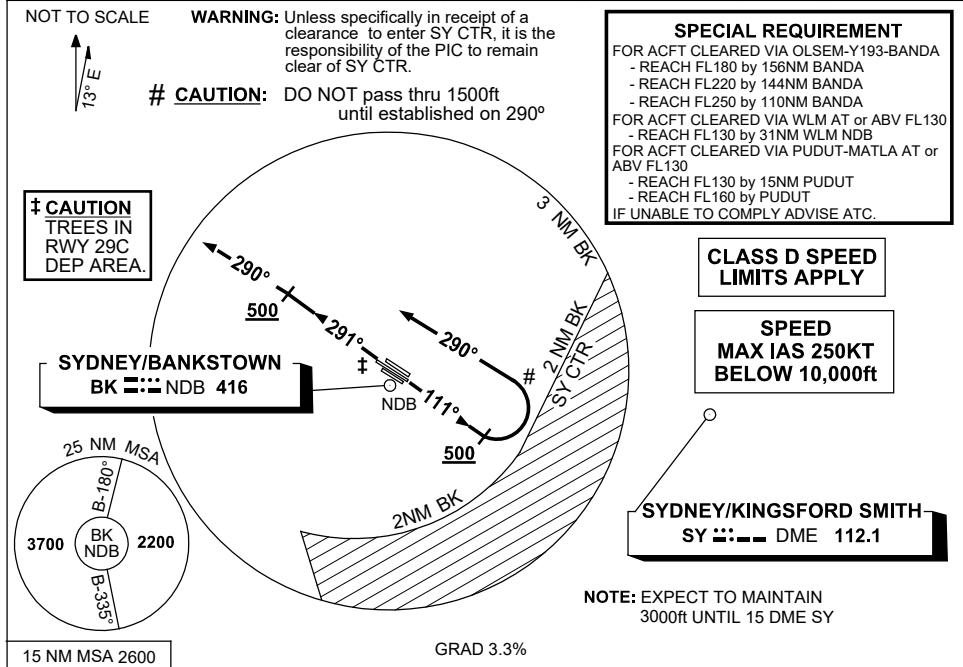 NOT TO SCALE
13° E
WARNING: Unless specifically in receipt of a
clearance to enter SY CTR, it is the
responsibility of the PIC to remain
clear of SY CTR.
# CAUTION: DO NOT pass thru 1500ft
until established on 290º
SPECIAL REQUIREMENT
FOR ACFT CLEARED VIA OLSEM-Y193-BANDA
- REACH FL180 by 156NM BANDA
- REACH FL220 by 144NM BANDA
- REACH FL250 by 110NM BANDA
FOR ACFT CLEARED VIA WLM AT or ABV FL130
- REACH FL130 by 31NM WLM NDB
FOR ACFT CLEARED VIA PUDUT-MATLA AT or
ABV FL130
- REACH FL130 by 15NM PUDUT
- REACH FL160 by PUDUT
IF UNABLE TO COMPLY ADVISE ATC.
‡ CAUTION
TREES IN
RWY 29C
DEP AREA.
3 NM BK
CLASS D SPEED
LIMITS APPLY
290°
500
291°
290°
2 NM BK
SY CTR
#
SPEED
MAX IAS 250KT
BELOW 10,000ft
SYDNEY/BANKSTOWN
BK NDB 416
‡
NDB
111°
500
2NM BK
25 NM MSA
B-180°
3700
BK
NDB
2200
B-335°
15 NM MSA 2600
SYDNEY/KINGSFORD SMITH
SY DME 112.1
NOTE: EXPECT TO MAINTAIN
3000ft UNTIL 15 DME SY
GRAD 3.3%